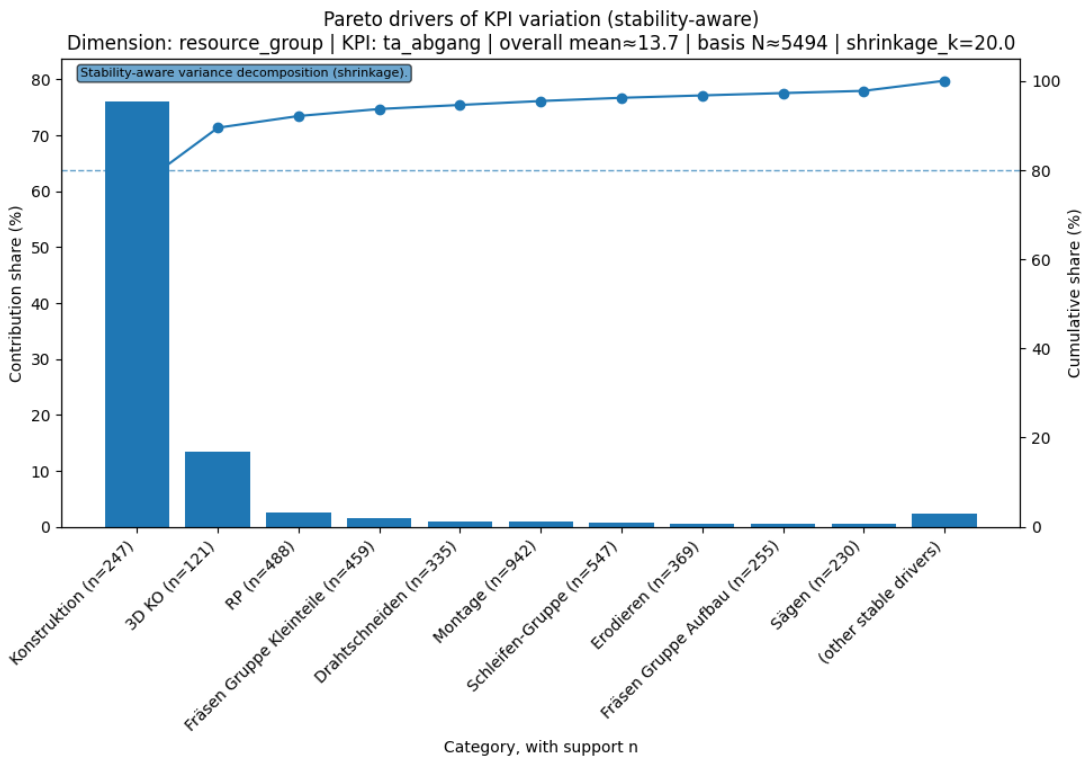 Pareto drivers of KPI variation (stability-aware)
Dimension: resource_group | KPI: ta_abgang | overall mean≈13.7 | basis N≈5494 | shrinkage_k=20.0
Stability-aware variance decomposition (shrinkage).
Contribution share (%)
80
70
60
50
40
30
20
10
0
100
80
60
40
20
0
Cumulative share (%)
Konstruktion (n=247)
3D KO (n=121)
RP (n=488)
Fräsen Gruppe Kleinteile (n=459)
Drahtschneiden (n=335)
Montage (n=942)
Schleifen-Gruppe (n=547)
Erodieren (n=369)
Fräsen Gruppe Aufbau (n=255)
Sägen (n=230)
(other stable drivers)
Category, with support n